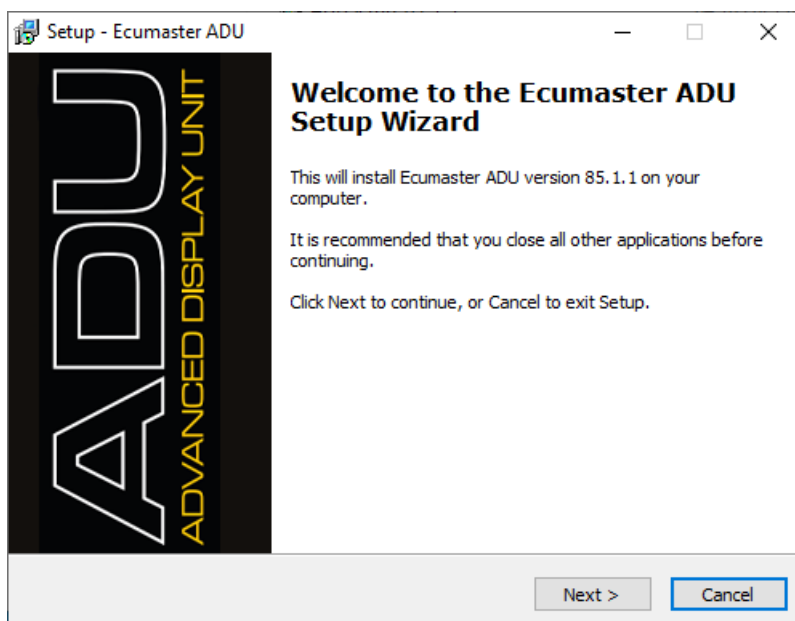 Setup - Ecumaster ADU
ADU
ADVANCED DISPLAY UNIT
Welcome to the Ecumaster ADU
Setup Wizard
This will install Ecumaster ADU version 85.1.1 on your
computer.
It is recommended that you close all other applications before
continuing.
Click Next to continue, or Cancel to exit Setup.
Next >
Cancel